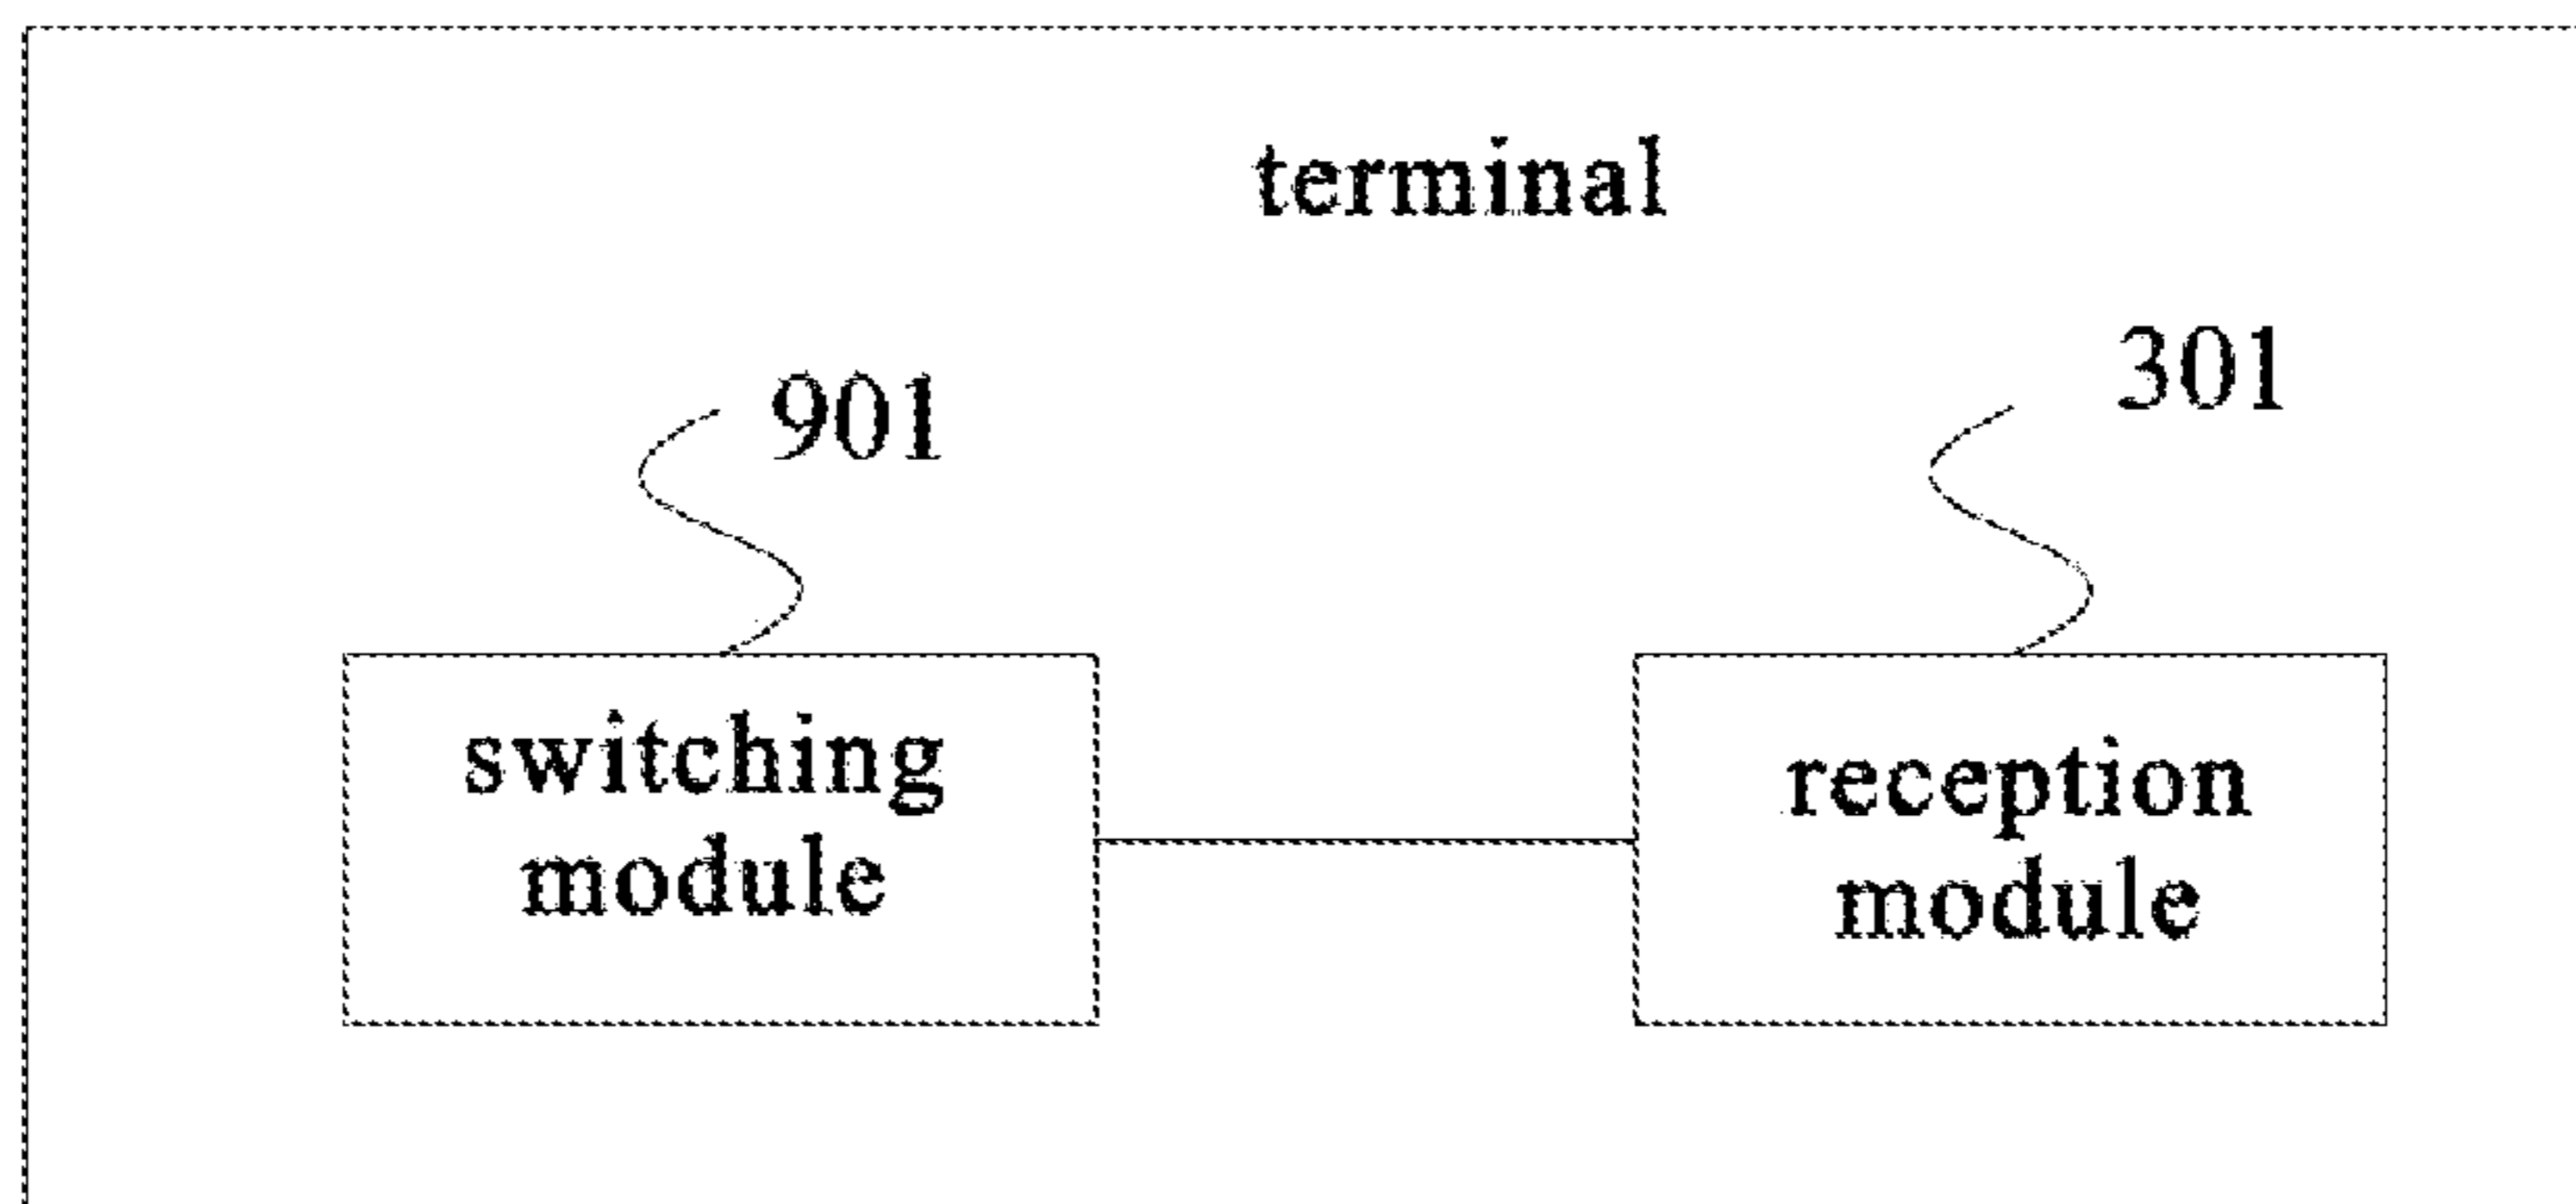 terminal
901
301
switching
module
reception
module